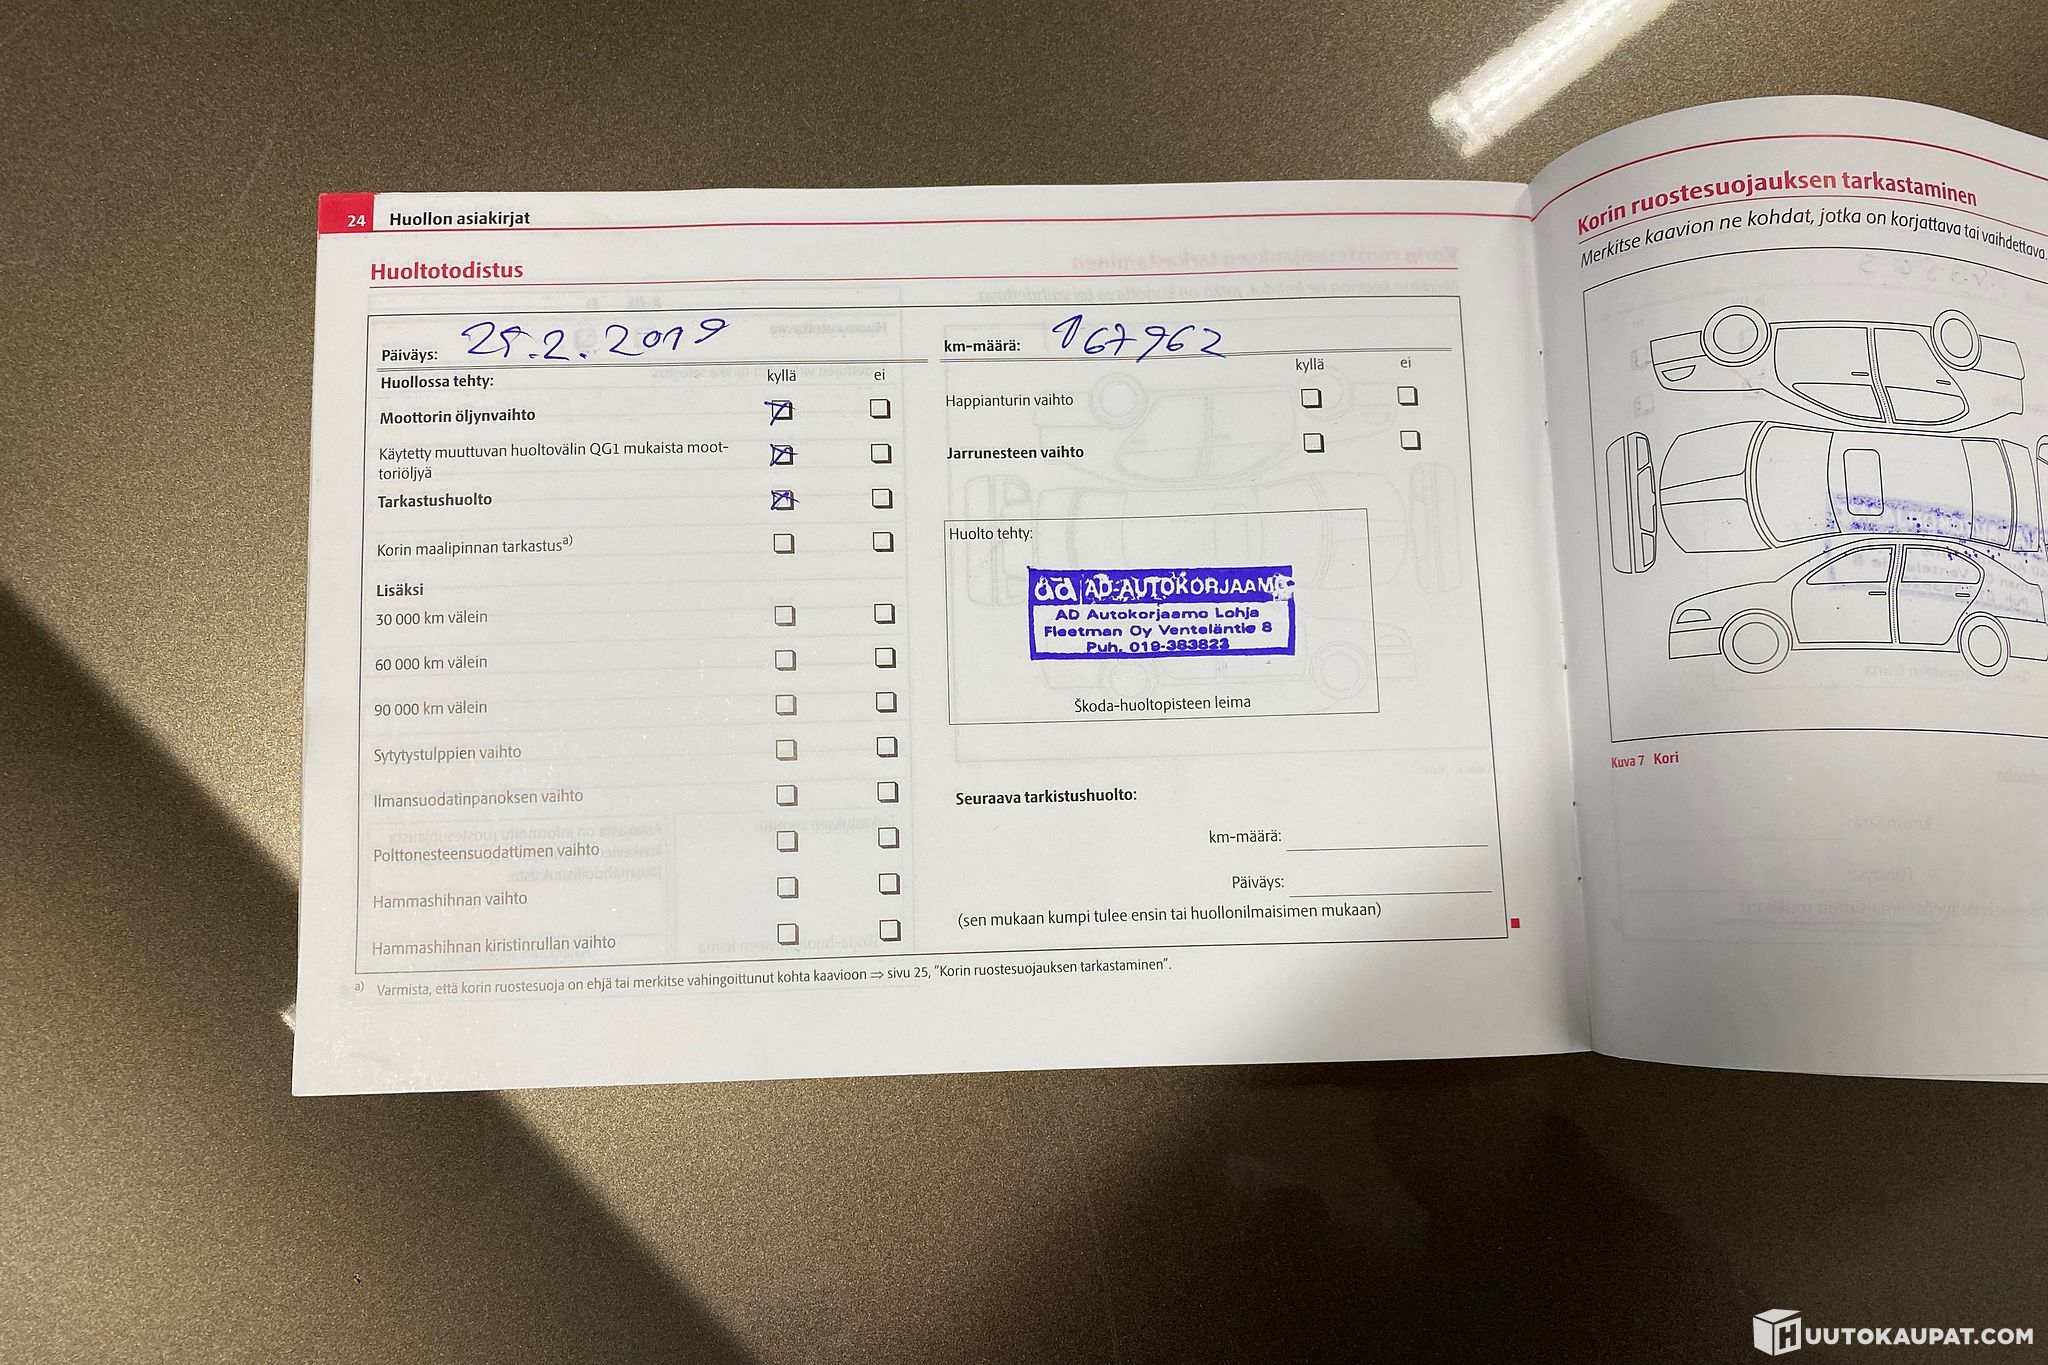 24 Huollon asiakirjat
Huoltotodistus
Päiväys: 25.2.2019
Huollossa tehty: kyllä ei
Moottorin öljynvaihto
Käytetty muuttuvan huoltovälin QG1 mukaista moot-
toriöljyä
Tarkastushuolto
Korin maalipinnan tarkastus a)
Lisäksi
30 000 km välein
60 000 km välein
90 000 km välein
Sytytystulppien vaihto
Ilmansuodatinpanoksen vaihto
Polttonesteensuodattimen vaihto
Hammashihnan vaihto
Hammashihnan kiristinrullan vaihto
km-määrä: 167962
kyllä ei
Happianturin vaihto
Jarrunesteen vaihto
Huolto tehty:
ad AD-AUTOKORJAAMO
AD Autokorjaamo Lohja
Fleetman Oy Venteläntie 8
Puh. 019-383823
Škoda-huoltopisteen leima
Seuraava tarkistushuolto:
km-määrä:
Päiväys:
(sen mukaan kumpi tulee ensin tai huollonilmaisimen mukaan)
a) Varmista, että korin ruostesuoja on ehjä tai merkitse vahingoittunut kohta kaavioon ⇒ sivu 25, "Korin ruostesuojauksen tarkastaminen".
Korin ruostesuojauksen tarkastaminen
Merkitse kaavion ne kohdat, jotka on korjattava tai vaihdettava.
Kuva 7 Kori
HUUTOKAUPAT.COM